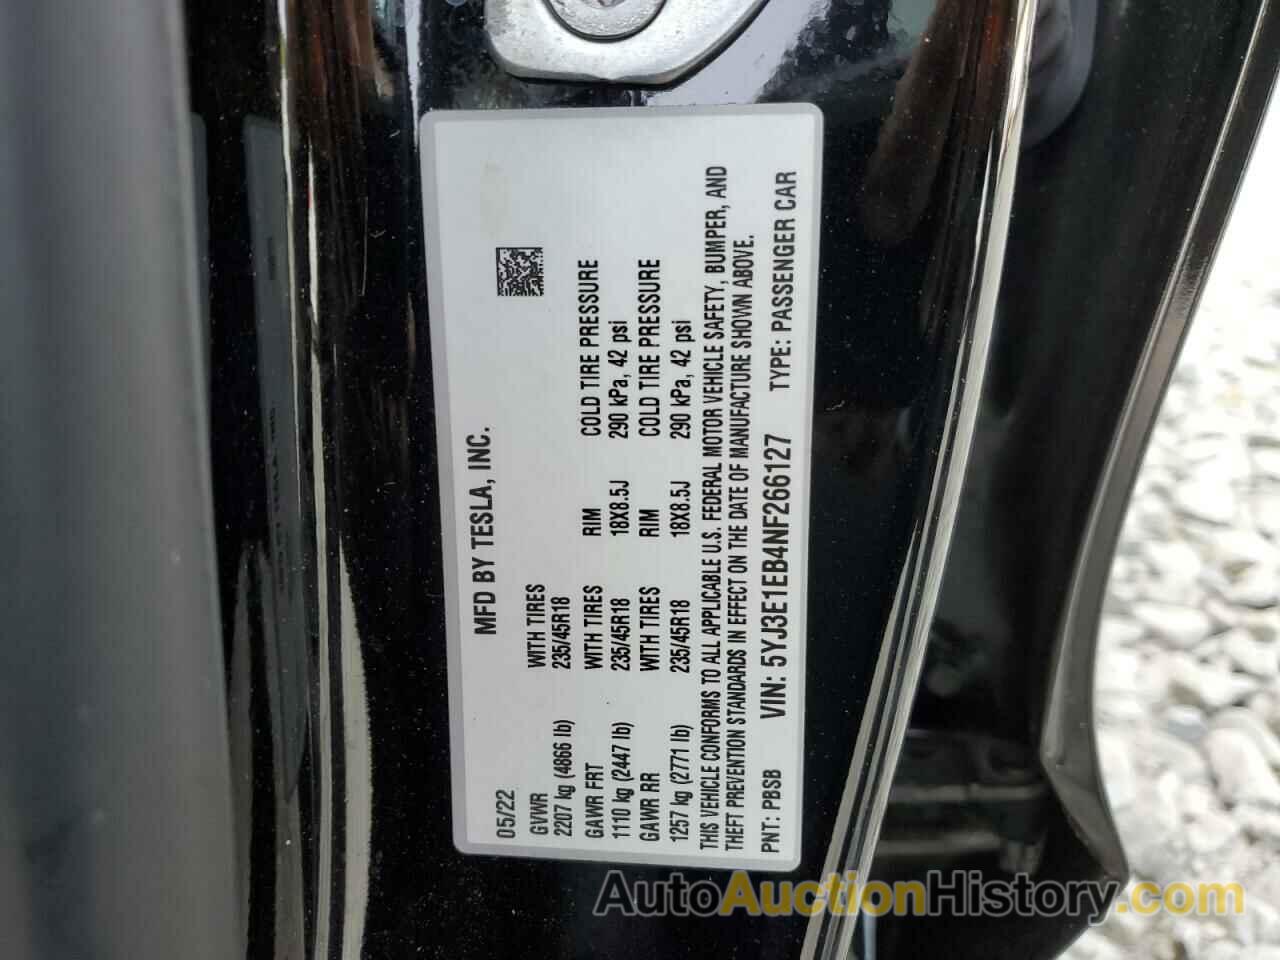 MFD BY TESLA, INC.
05/22
GVWR WITH TIRES
2207 kg (4866 lb) 235/45R18
GAWR FRT WITH TIRES RIM COLD TIRE PRESSURE
1110 kg (2447 lb) 235/45R18 18X8.5J 290 kPa, 42 psi
GAWR RR WITH TIRES RIM COLD TIRE PRESSURE
1257 kg (2771 lb) 235/45R18 18X8.5J 290 kPa, 42 psi
THIS VEHICLE CONFORMS TO ALL APPLICABLE U.S. FEDERAL MOTOR VEHICLE SAFETY, BUMPER, AND
THEFT PREVENTION STANDARDS IN EFFECT ON THE DATE OF MANUFACTURE SHOWN ABOVE.
PNT: PBSB VIN: 5YJ3E1EB4NF266127 TYPE: PASSENGER CAR
AutoAuctionHistory.com